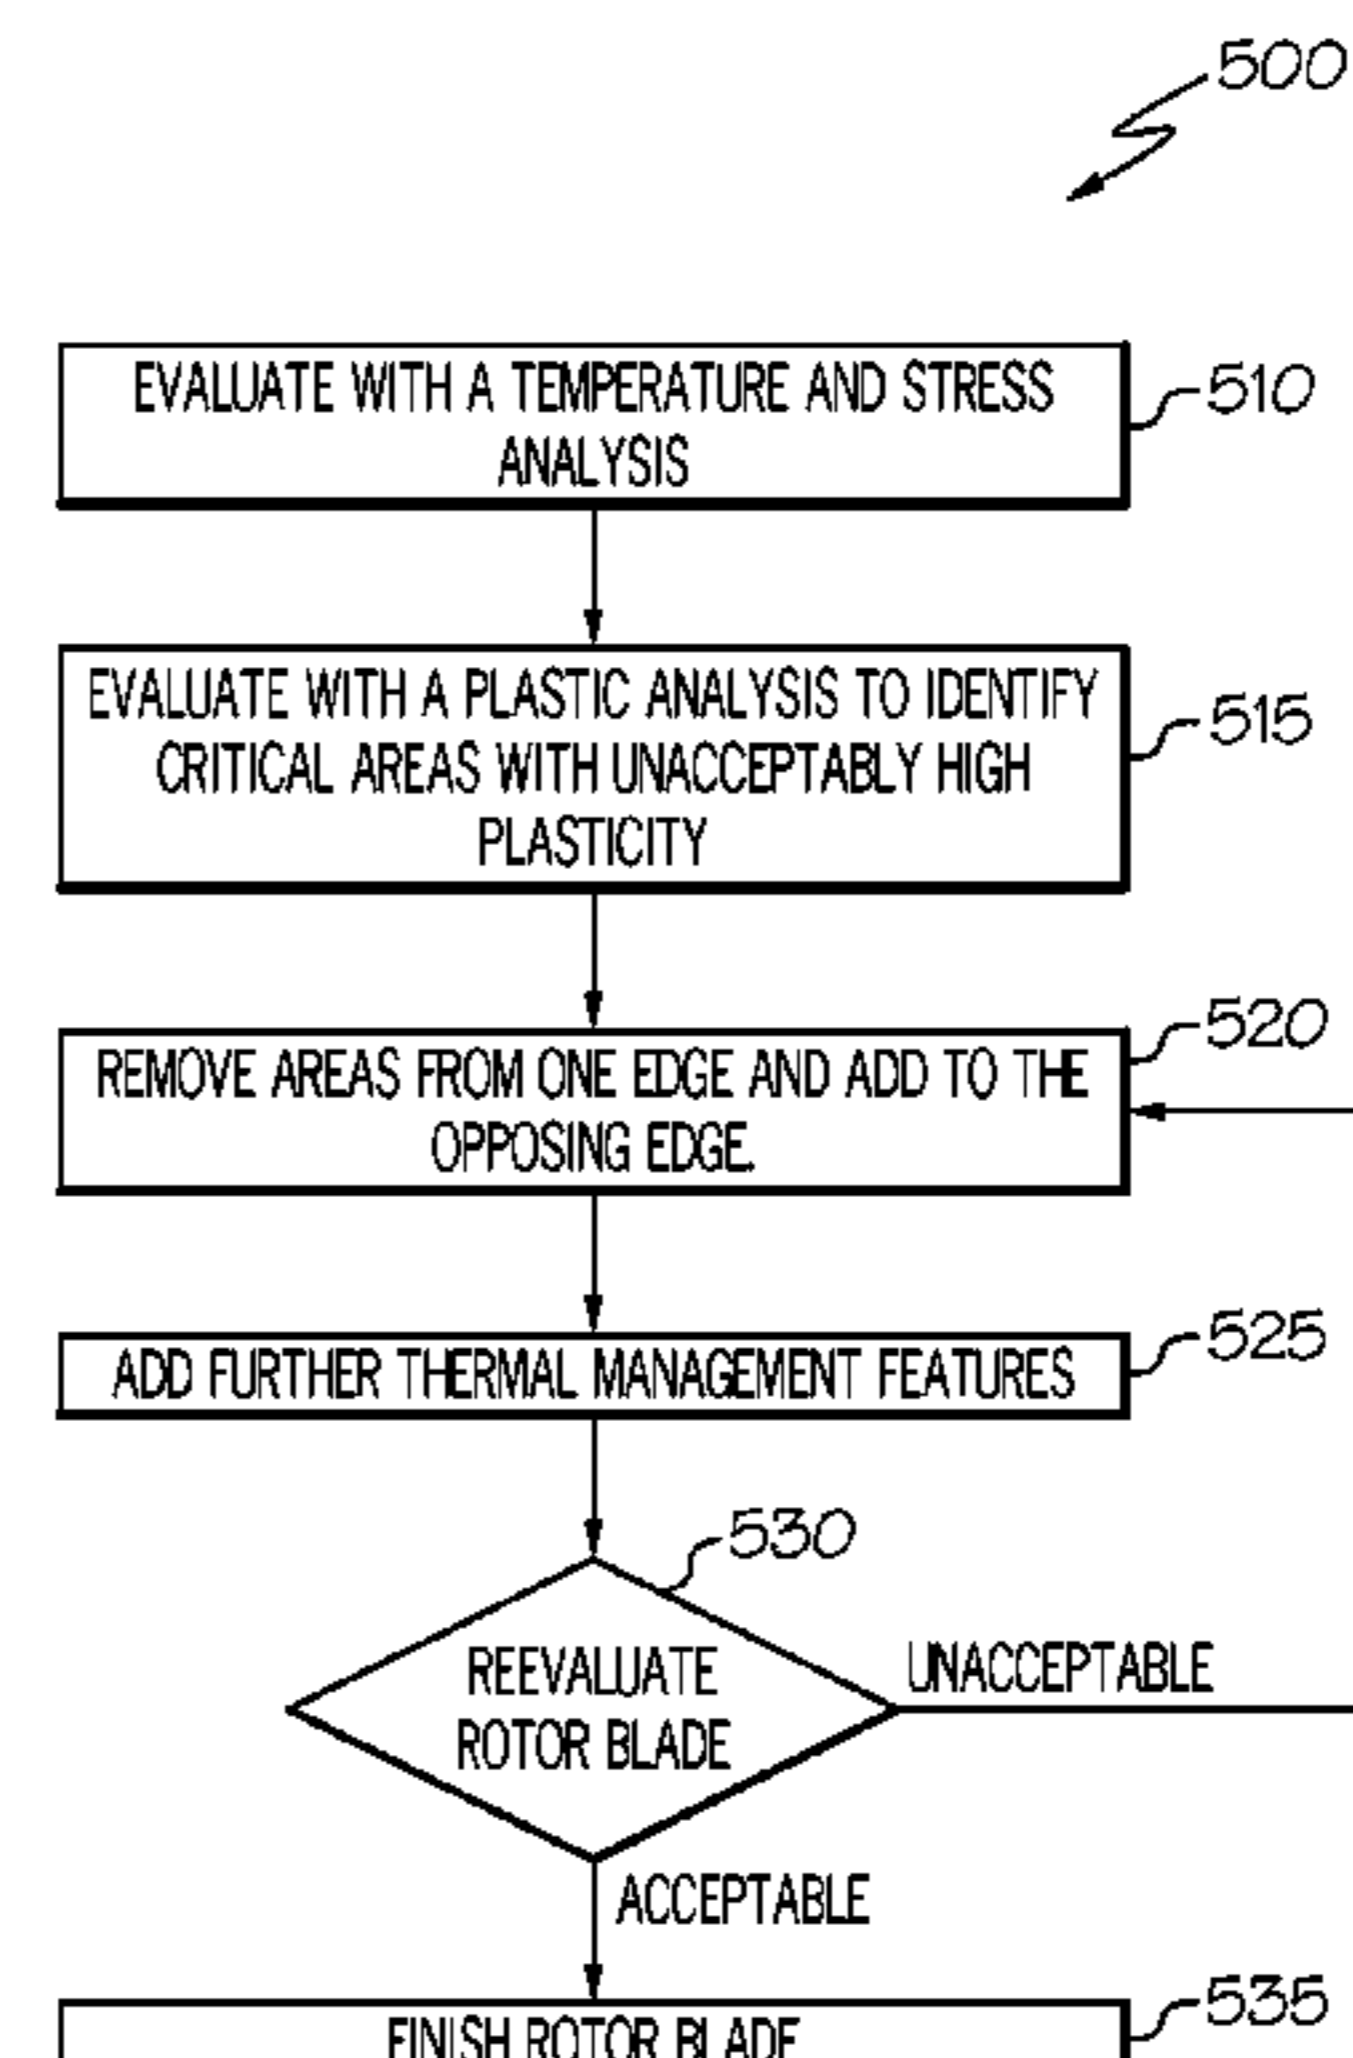 500
EVALUATE WITH A TEMPERATURE AND STRESS
ANALYSIS
510
EVALUATE WITH A PLASTIC ANALYSIS TO IDENTIFY
CRITICAL AREAS WITH UNACCEPTABLY HIGH
PLASTICITY
515
REMOVE AREAS FROM ONE EDGE AND ADD TO THE
OPPOSING EDGE.
520
ADD FURTHER THERMAL MANAGEMENT FEATURES
525
530
REEVALUATE
ROTOR BLADE
UNACCEPTABLE
ACCEPTABLE
FINISH ROTOR BLADE
535